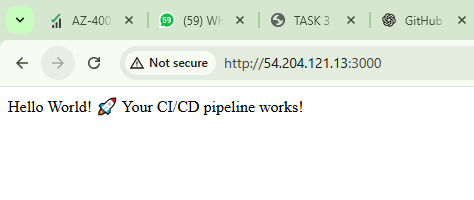 AZ-400
59
(59) Wh
TASK 3
GitHub
Not secure
http://54.204.121.13:3000
Hello World! 🚀 Your CI/CD pipeline works!